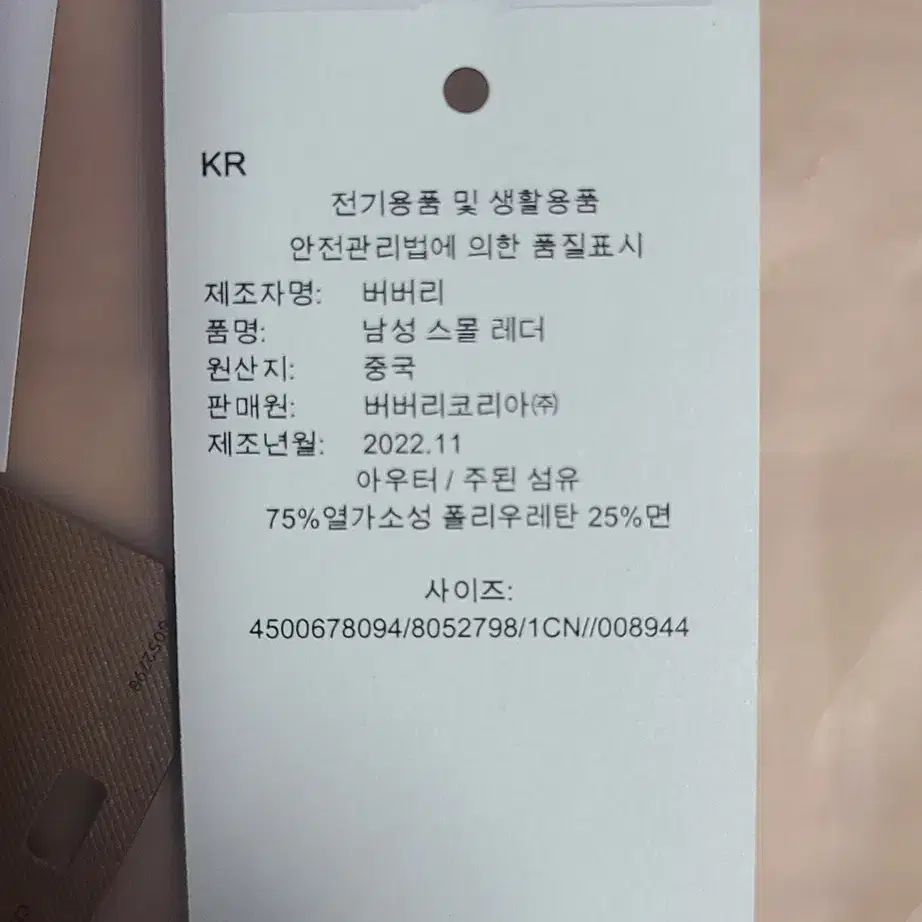 KR
전기용품 및 생활용품
안전관리법에 의한 품질표시
제조자명: 버버리
품명: 남성 스몰 레더
원산지: 중국
판매원: 버버리코리아㈜
제조년월: 2022.11
아우터 / 주된 섬유
75%열가소성 폴리우레탄 25%면
사이즈:
4500678094/8052798/1CN//008944
8052798